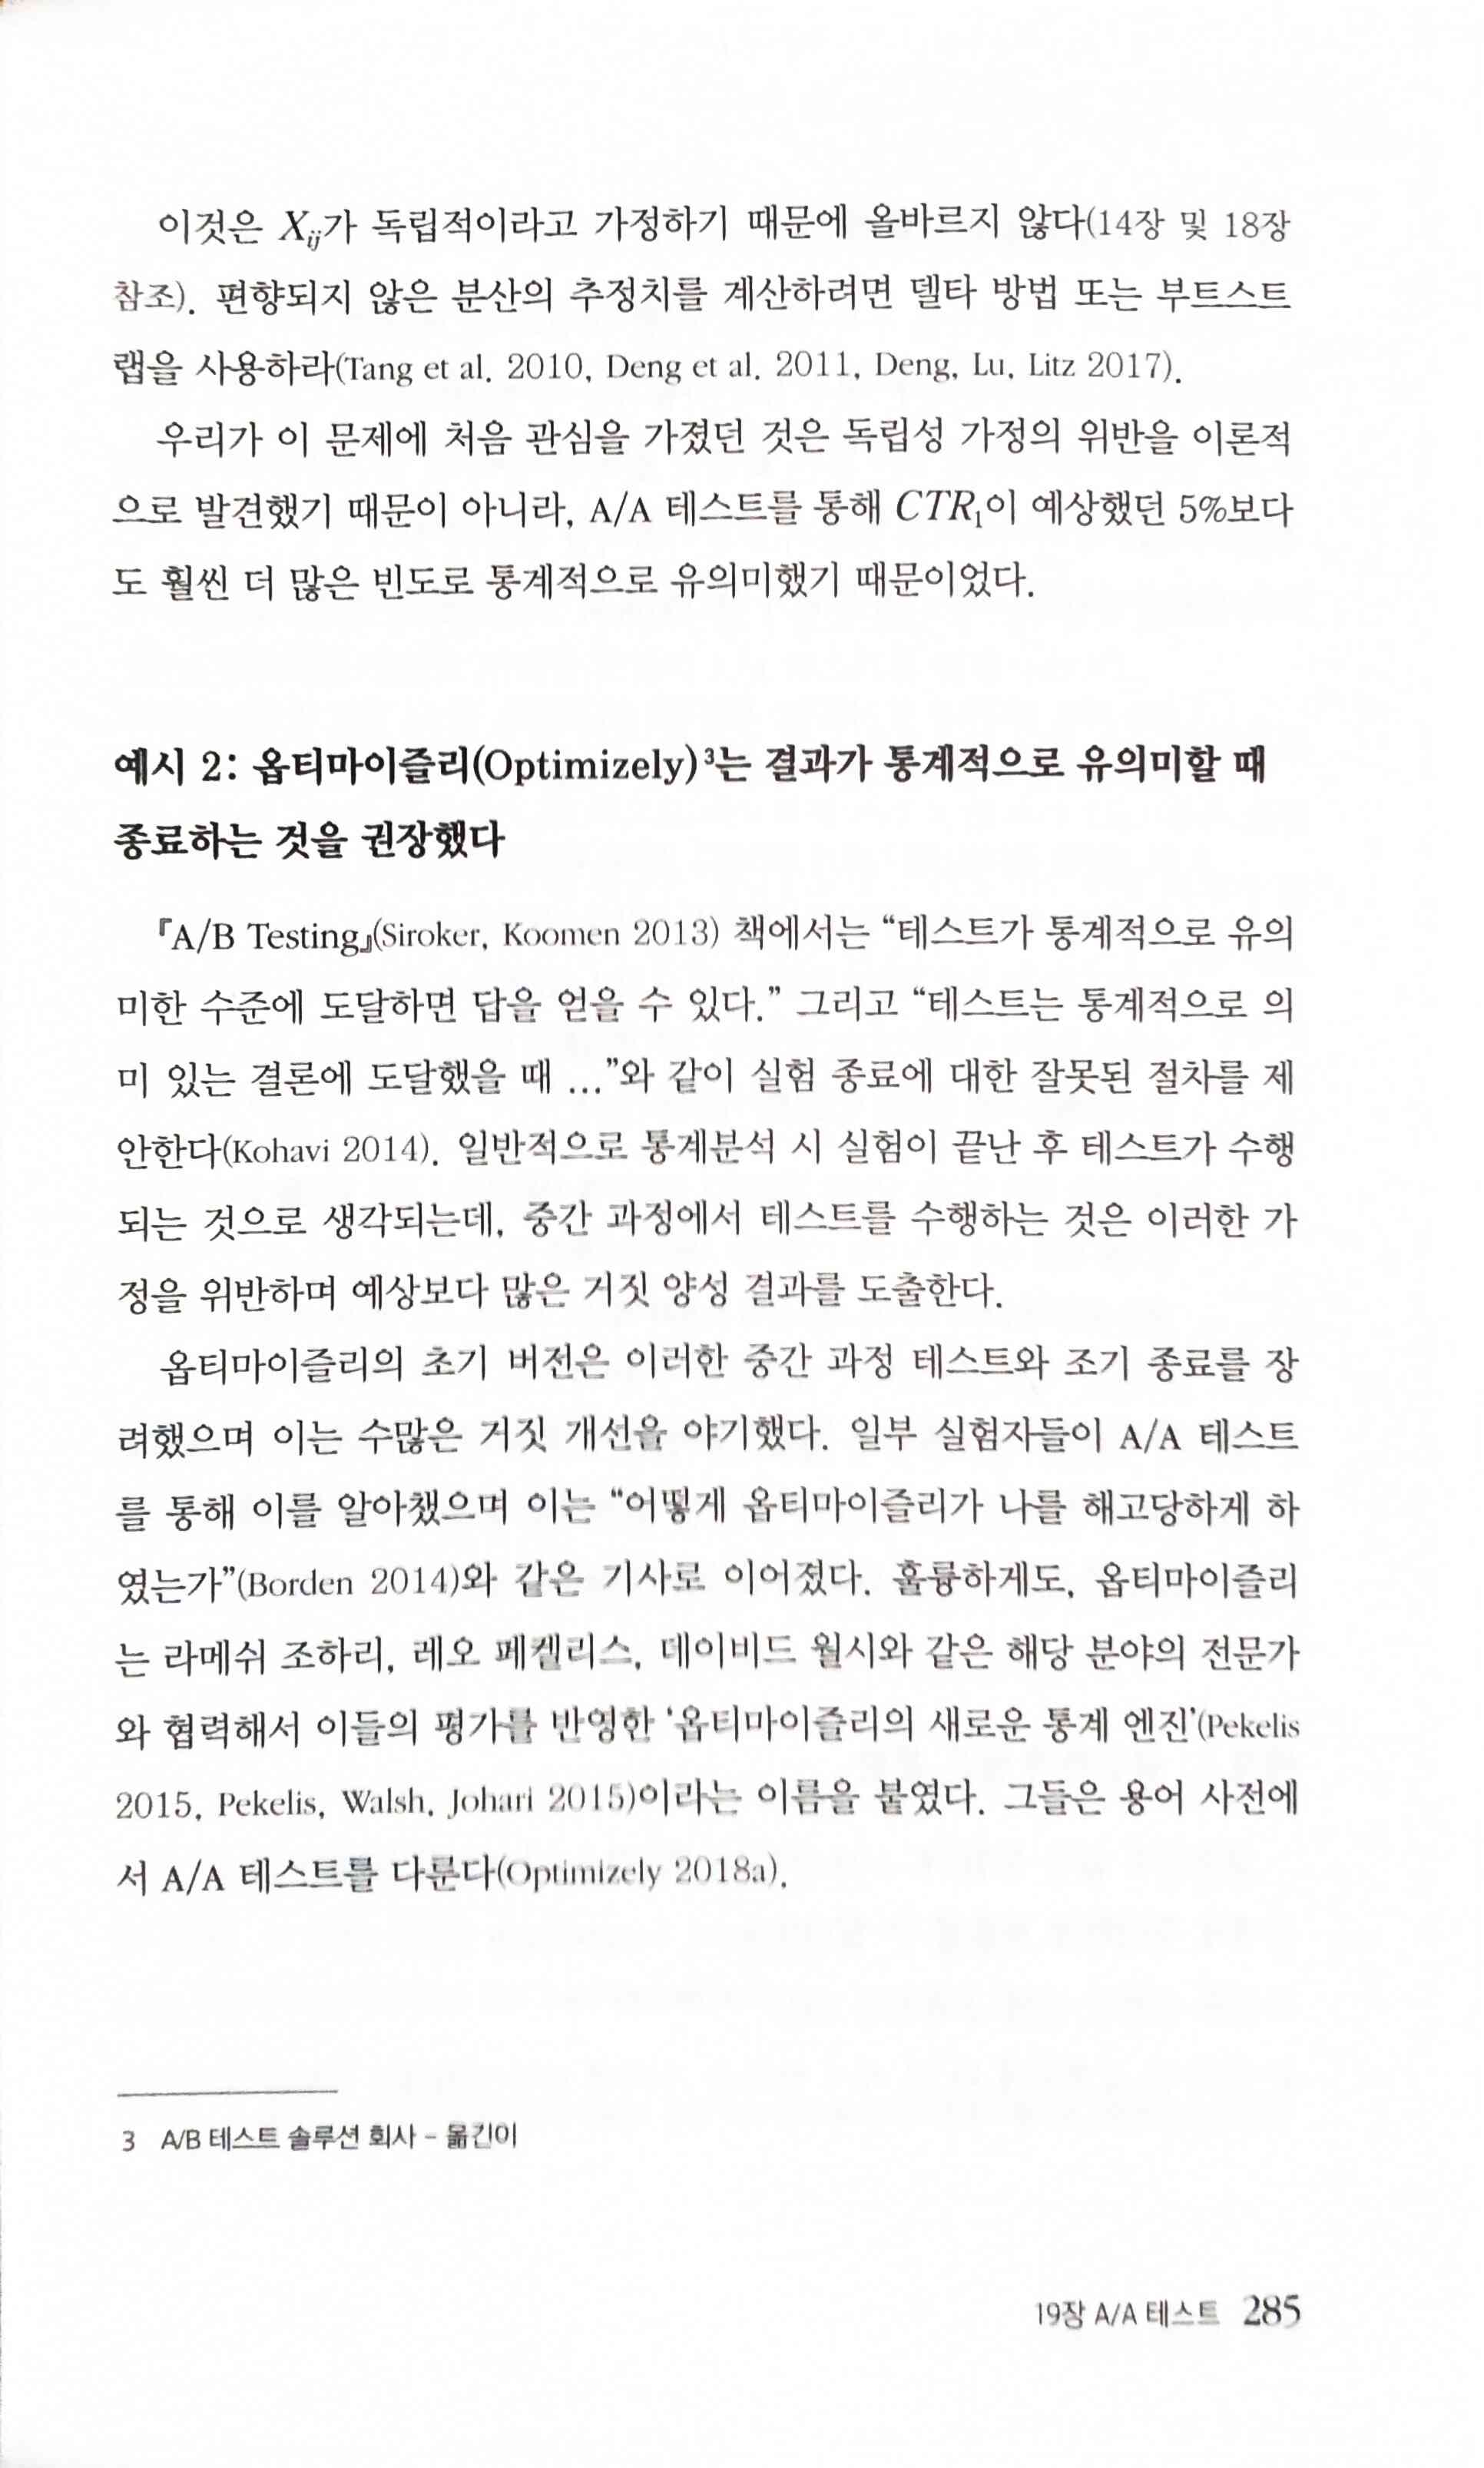 이것은 Xij가 독립적이라고 가정하기 때문에 올바르지 않다(14장 및 18장
참조). 편향되지 않은 분산의 추정치를 계산하려면 델타 방법 또는 부트스트
랩을 사용하라(Tang et al. 2010, Deng et al. 2011, Deng, Lu, Litz 2017).
우리가 이 문제에 처음 관심을 가졌던 것은 독립성 가정의 위반을 이론적
으로 발견했기 때문이 아니라, A/A 테스트를 통해 CTR1이 예상했던 5%보다
도 훨씬 더 많은 빈도로 통계적으로 유의미했기 때문이었다.
예시 2: 옵티마이즐리(Optimizely)3는 결과가 통계적으로 유의미할 때
종료하는 것을 권장했다
『A/B Testing』(Siroker, Koomen 2013) 책에서는 “테스트가 통계적으로 유의
미한 수준에 도달하면 답을 얻을 수 있다.” 그리고 “테스트는 통계적으로 의
미 있는 결론에 도달했을 때 …”와 같이 실험 종료에 대한 잘못된 절차를 제
안한다(Kohavi 2014). 일반적으로 통계분석 시 실험이 끝난 후 테스트가 수행
되는 것으로 생각되는데, 중간 과정에서 테스트를 수행하는 것은 이러한 가
정을 위반하며 예상보다 많은 거짓 양성 결과를 도출한다.
옵티마이즐리의 초기 버전은 이러한 중간 과정 테스트와 조기 종료를 장
려했으며 이는 수많은 거짓 개선을 야기했다. 일부 실험자들이 A/A 테스트
를 통해 이를 알아챘으며 이는 “어떻게 옵티마이즐리가 나를 해고당하게 하
였는가”(Borden 2014)와 같은 기사로 이어졌다. 훌륭하게도, 옵티마이즐리
는 라메쉬 조하리, 레오 페켈리스, 데이비드 월시와 같은 해당 분야의 전문가
와 협력해서 이들의 평가를 반영한 ‘옵티마이즐리의 새로운 통계 엔진’(Pekelis
2015, Pekelis, Walsh, Johari 2015)이라는 이름을 붙였다. 그들은 용어 사전에
서 A/A 테스트를 다룬다(Optimizely 2018a).
3 A/B 테스트 솔루션 회사 – 옮긴이
19장 A/A 테스트 285